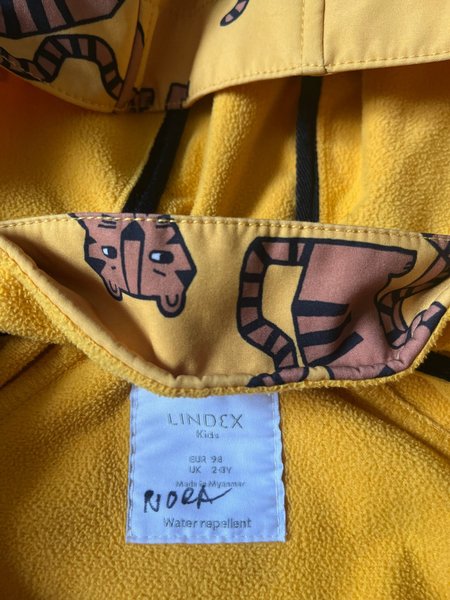 LINDEX
Kids
EUR 98
UK 2-3Y
Made in Myanmar
NORA
Water repellent